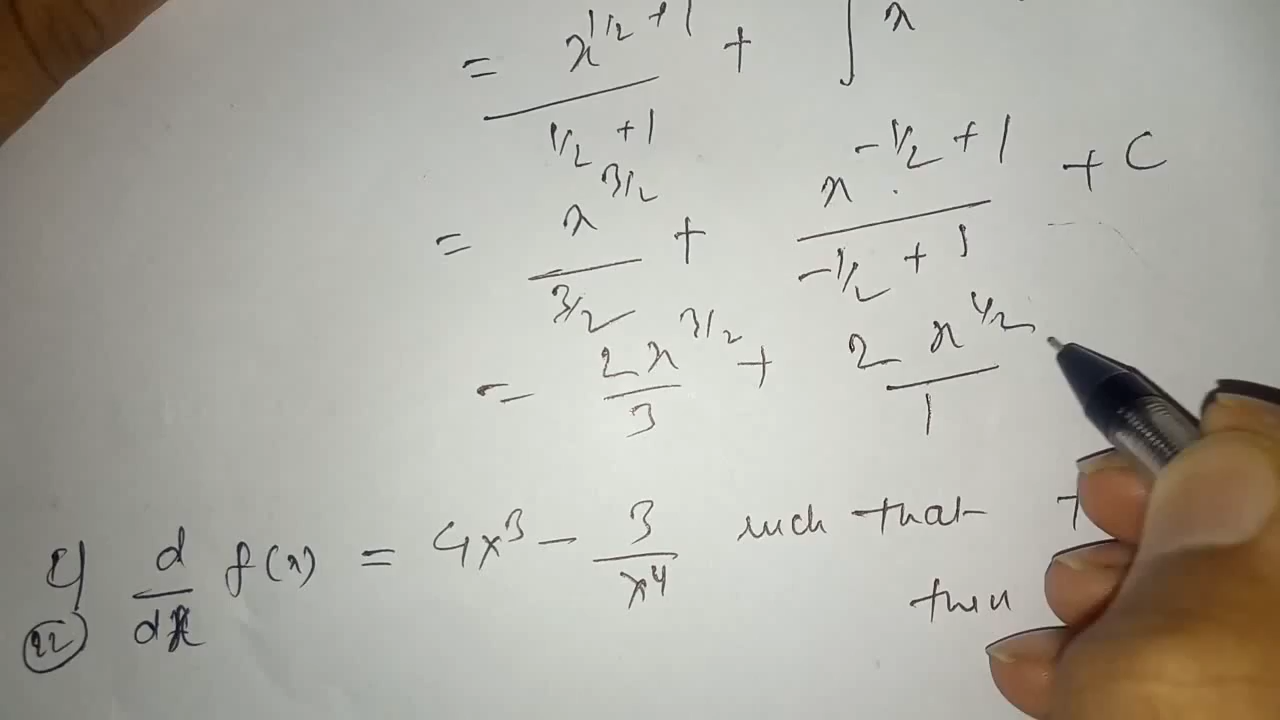 = x^{1/2 + 1} / (1/2 + 1) + ∫ x
= x^{3/2} / (3/2) + x^{-1/2 + 1} / (-1/2 + 1) + C
= 2x^{3/2} / 3 + 2 x^{1/2} / 1
If d/dx f(x) = 4x³ - 3/x⁴ such that
22 then